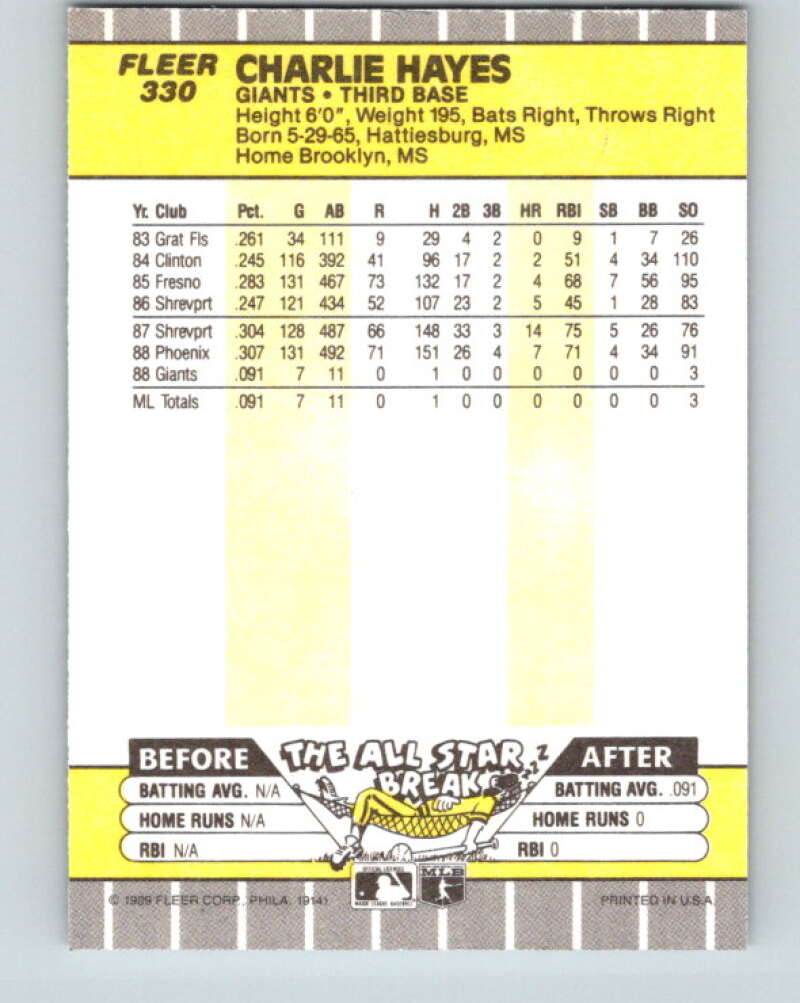 FLEER
330
CHARLIE HAYES
GIANTS • THIRD BASE
Height 6'0", Weight 195, Bats Right, Throws Right
Born 5-29-65, Hattiesburg, MS
Home Brooklyn, MS
Yr. Club Pct. G AB R H 2B 3B HR RBI SB BB SO
83 Grat Fls .261 34 111 9 29 4 2 0 9 1 7 26
84 Clinton .245 116 392 41 96 17 2 2 51 4 34 110
85 Fresno .283 131 467 73 132 17 2 4 68 7 56 95
86 Shrevprt .247 121 434 52 107 23 2 5 45 1 28 83
87 Shrevprt .304 128 487 66 148 33 3 14 75 5 26 76
88 Phoenix .307 131 492 71 151 26 4 7 71 4 34 91
88 Giants .091 7 11 0 1 0 0 0 0 0 0 3
ML Totals .091 7 11 0 1 0 0 0 0 0 0 3
BEFORE THE ALL STAR BREAK Z Z Z AFTER
BATTING AVG. N/A BATTING AVG. .091
HOME RUNS N/A HOME RUNS 0
RBI N/A RBI 0
MAJOR LEAGUE BASEBALL MLB
© 1989 FLEER CORP., PHILA. 19141 PRINTED IN U.S.A.